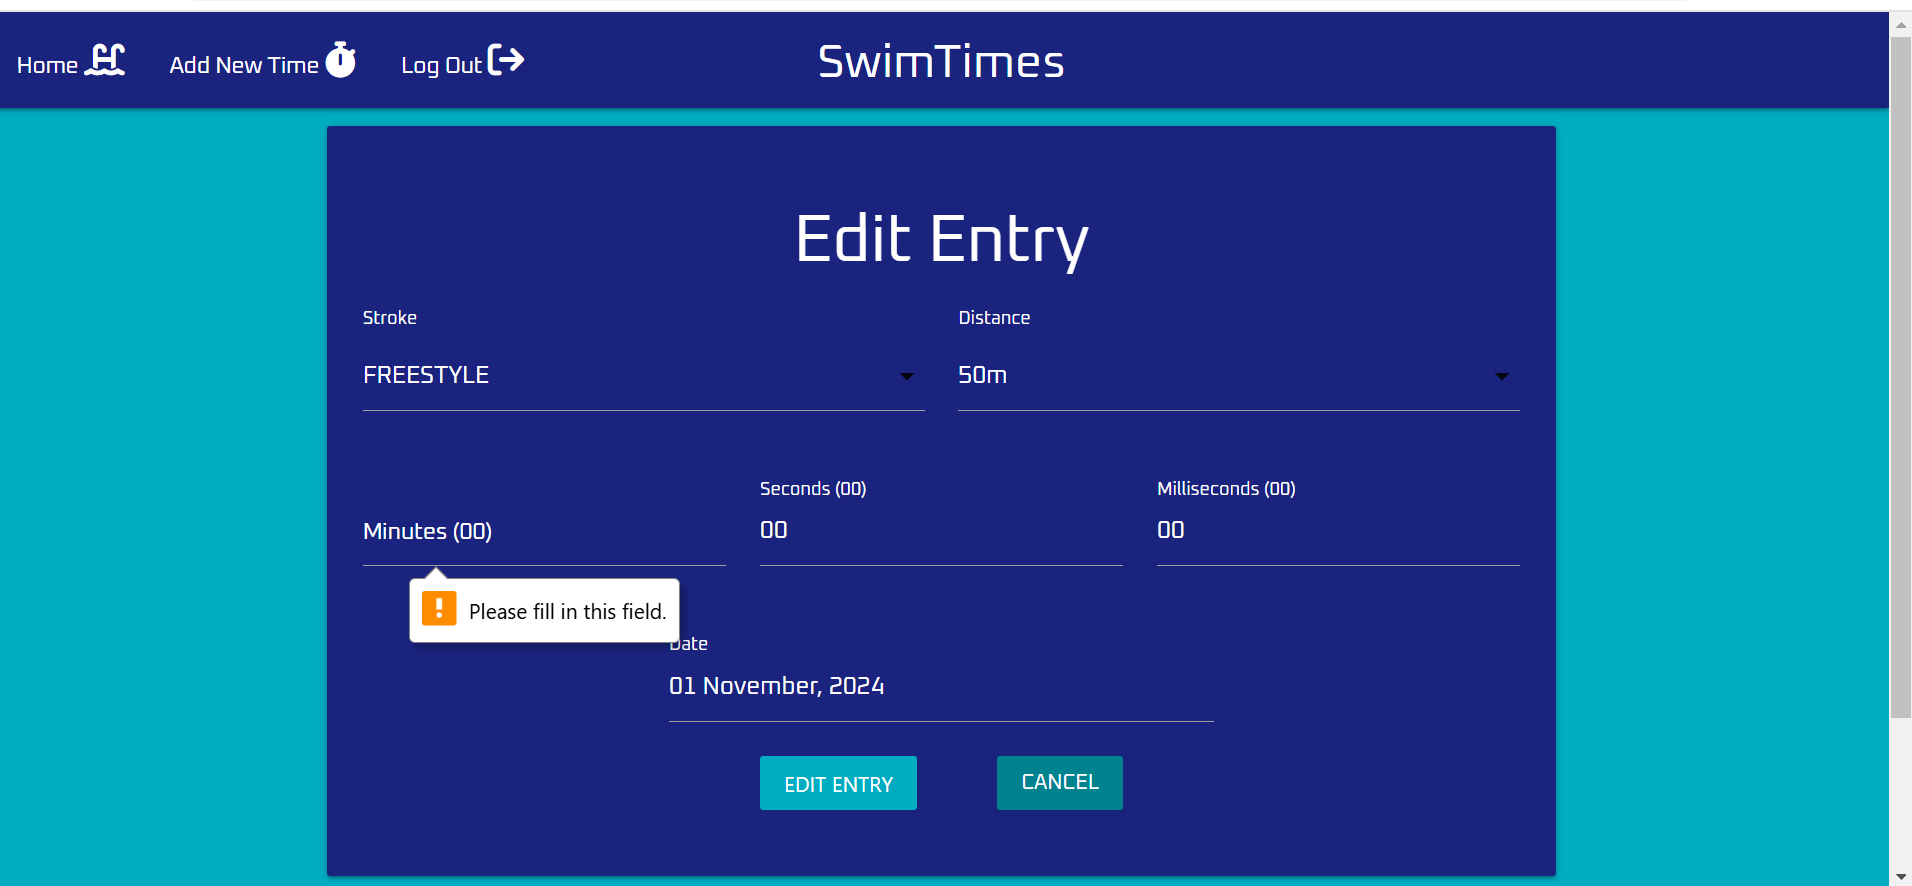 Home Add New Time Log Out SwimTimes
Edit Entry
Stroke Distance
FREESTYLE 50m
Seconds (00) Milliseconds (00)
Minutes (00) 00 00
Please fill in this field.
Date
01 November, 2024
EDIT ENTRY CANCEL